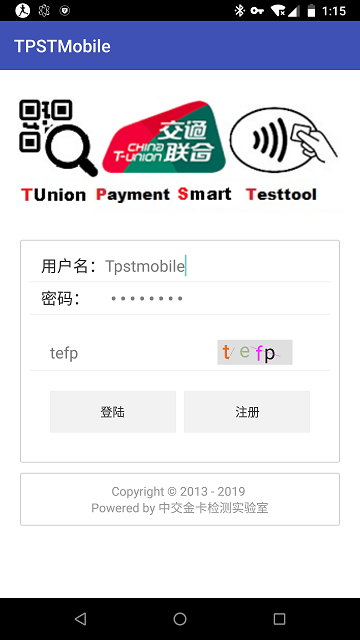 1:15
TPSTMobile
交通
联合
CHINA
T-UNION
TUnion Payment Smart Testtool
用户名：Tpstmobile
密码： ••••••••
tefp tefp
登陆 注册
Copyright © 2013 - 2019
Powered by 中交金卡检测实验室